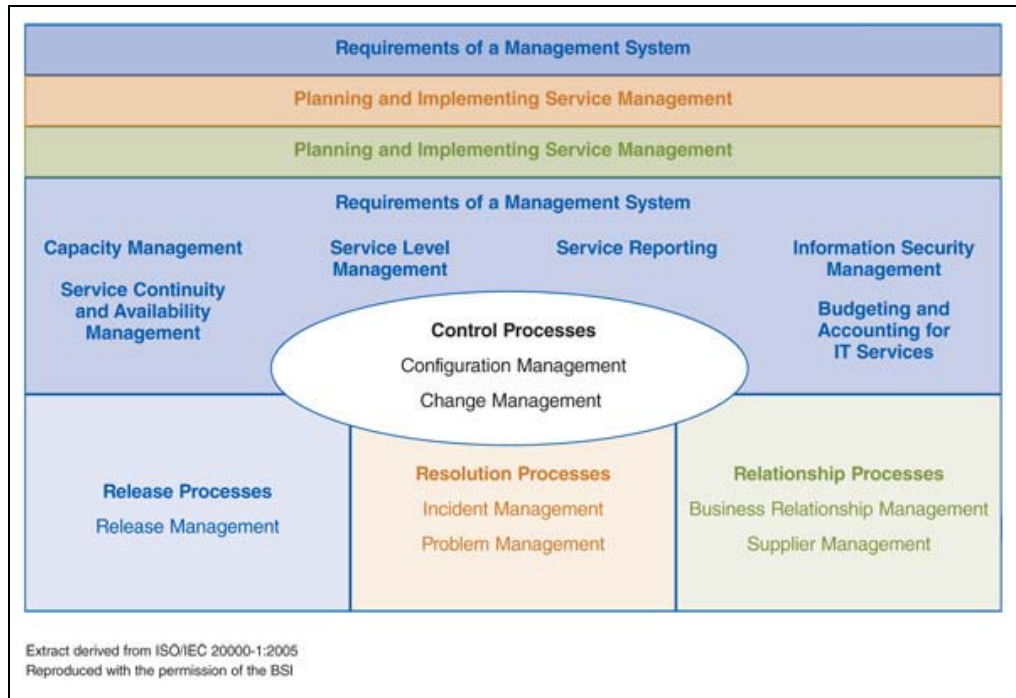 Requirements of a Management System
Planning and Implementing Service Management
Planning and Implementing Service Management
Requirements of a Management System
Capacity Management
Service Continuity
and Availability
Management
Service Level
Management
Service Reporting
Information Security
Management
Budgeting and
Accounting for
IT Services
Control Processes
Configuration Management
Change Management
Release Processes
Release Management
Resolution Processes
Incident Management
Problem Management
Relationship Processes
Business Relationship Management
Supplier Management
Extract derived from ISO/IEC 20000-1:2005
Reproduced with the permission of the BSI